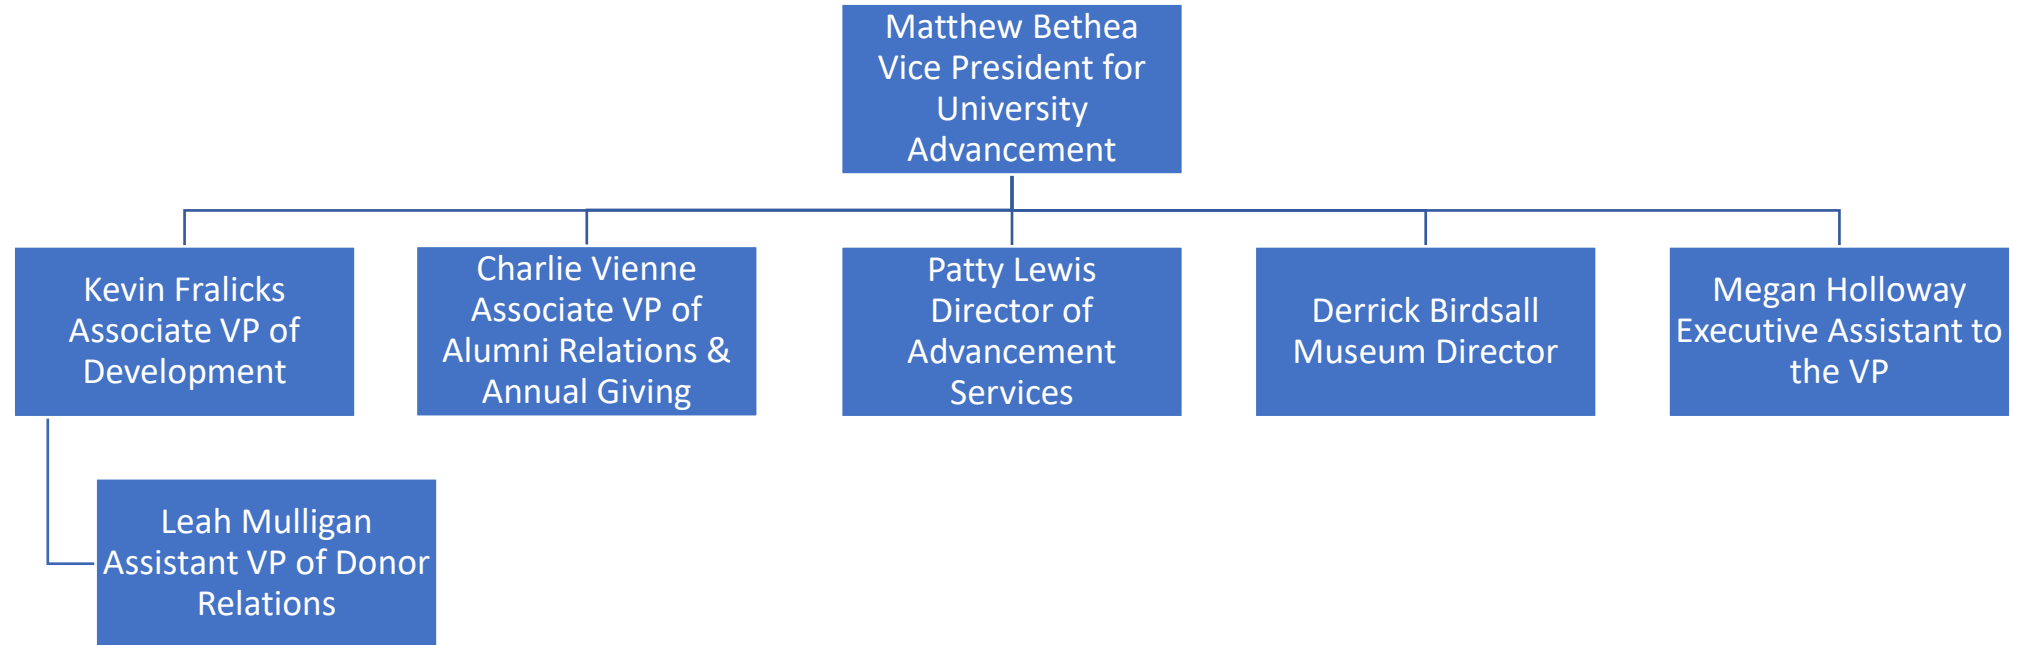 Matthew Bethea
Vice President for
University
Advancement
Kevin Fralicks
Associate VP of
Development
Charlie Vienne
Associate VP of
Alumni Relations &
Annual Giving
Patty Lewis
Director of
Advancement
Services
Derrick Birdsall
Museum Director
Megan Holloway
Executive Assistant to
the VP
Leah Mulligan
Assistant VP of Donor
Relations